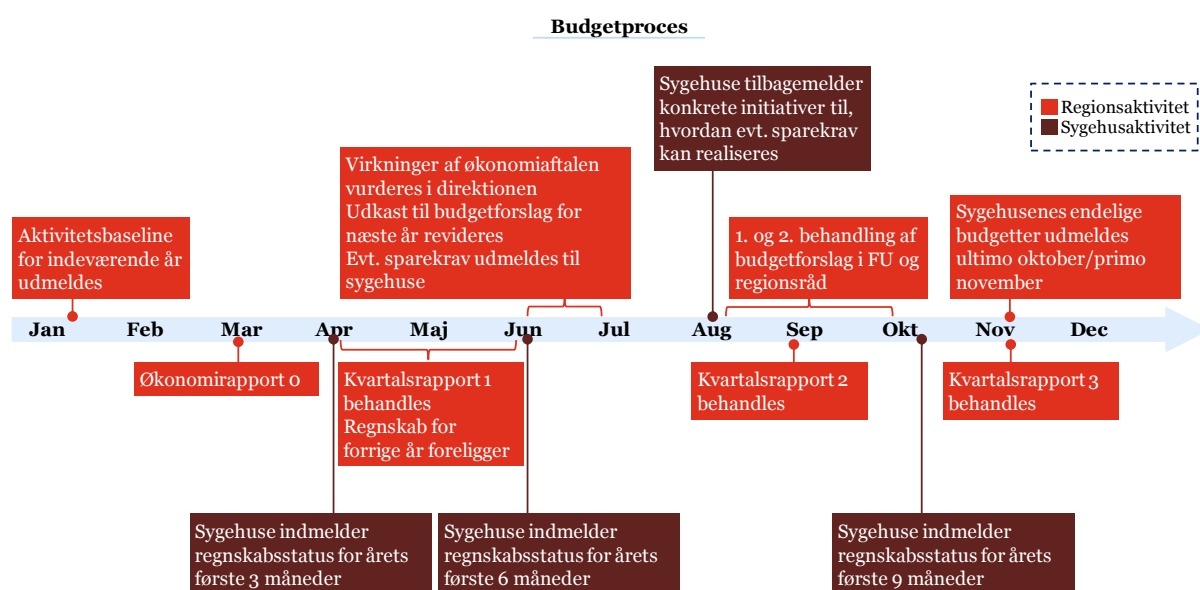 Budgetproces
Sygehuse tilbagemelder
konkrete initiativer til,
hvordan evt. sparekrav
kan realiseres
Regionsaktivitet
Sygehusaktivitet
Virkninger af økonomiaftalen
vurderes i direktionen
Udkast til budgetforslag for
næste år revideres
Evt. sparekrav udmeldes til
sygehuse
Aktivitetsbaseline
for indeværende år
udmeldes
1. og 2. behandling af
budgetforslag i FU og
regionsråd
Sygehusenes endelige
budgetter udmeldes
ultimo oktober/primo
november
Jan Feb Mar Apr Maj Jun Jul Aug Sep Okt Nov Dec
Økonomirapport 0
Kvartalsrapport 1
behandles
Regnskab for
forrige år foreligger
Kvartalsrapport 2
behandles
Kvartalsrapport 3
behandles
Sygehuse indmelder
regnskabsstatus for årets
første 3 måneder
Sygehuse indmelder
regnskabsstatus for årets
første 6 måneder
Sygehuse indmelder
regnskabsstatus for årets
første 9 måneder